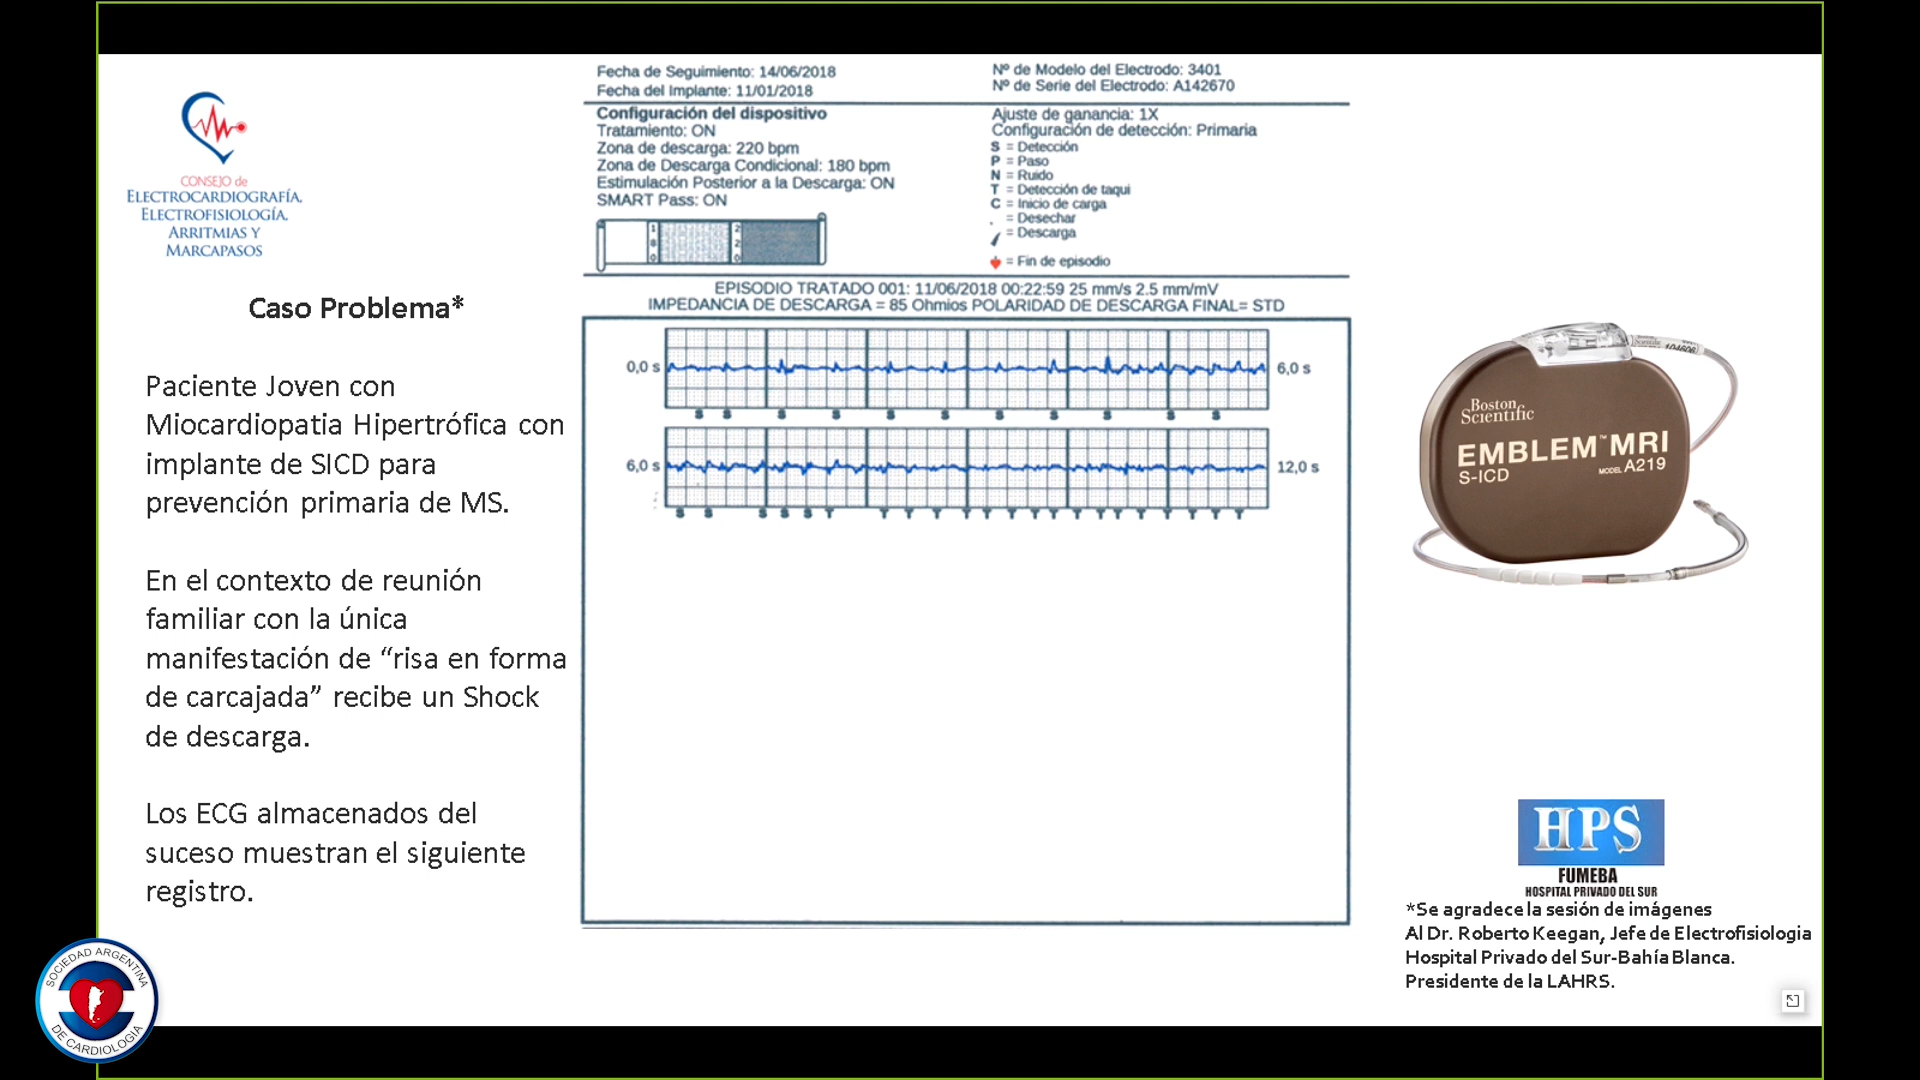 CONSEJO de
ELECTROCARDIOGRAFÍA,
ELECTROFISIOLOGÍA,
ARRITMIAS Y
MARCAPASOS
Caso Problema*
Paciente Joven con
Miocardiopatia Hipertrófica con
implante de SICD para
prevención primaria de MS.
En el contexto de reunión
familiar con la única
manifestación de “risa en forma
de carcajada” recibe un Shock
de descarga.
Los ECG almacenados del
suceso muestran el siguiente
registro.
Fecha de Seguimiento: 14/06/2018
Fecha del Implante: 11/01/2018
Nº de Modelo del Electrodo: 3401
Nº de Serie del Electrodo: A142670
Configuración del dispositivo
Tratamiento: ON
Zona de descarga: 220 bpm
Zona de Descarga Condicional: 180 bpm
Estimulación Posterior a la Descarga: ON
SMART Pass: ON
180
220
Ajuste de ganancia: 1X
Configuración de detección: Primaria
S = Detección
P = Paso
N = Ruido
T = Detección de taqui
C = Inicio de carga
. = Desechar
= Descarga
= Fin de episodio
EPISODIO TRATADO 001: 11/06/2018 00:22:59 25 mm/s 2.5 mm/mV
IMPEDANCIA DE DESCARGA = 85 Ohmios POLARIDAD DE DESCARGA FINAL= STD
0,0 s
6,0 s
S S S S S S S S S S S
6,0 s
12,0 s
S S S S S T T T T T T T T T T T T T T T T
Boston
Scientific
EMBLEM™ MRI
S-ICD
MODEL A219
HPS
FUMEBA
HOSPITAL PRIVADO DEL SUR
*Se agradece la sesión de imágenes
Al Dr. Roberto Keegan, Jefe de Electrofisiologia
Hospital Privado del Sur-Bahía Blanca.
Presidente de la LAHRS.
SOCIEDAD ARGENTINA
DE CARDIOLOGIA